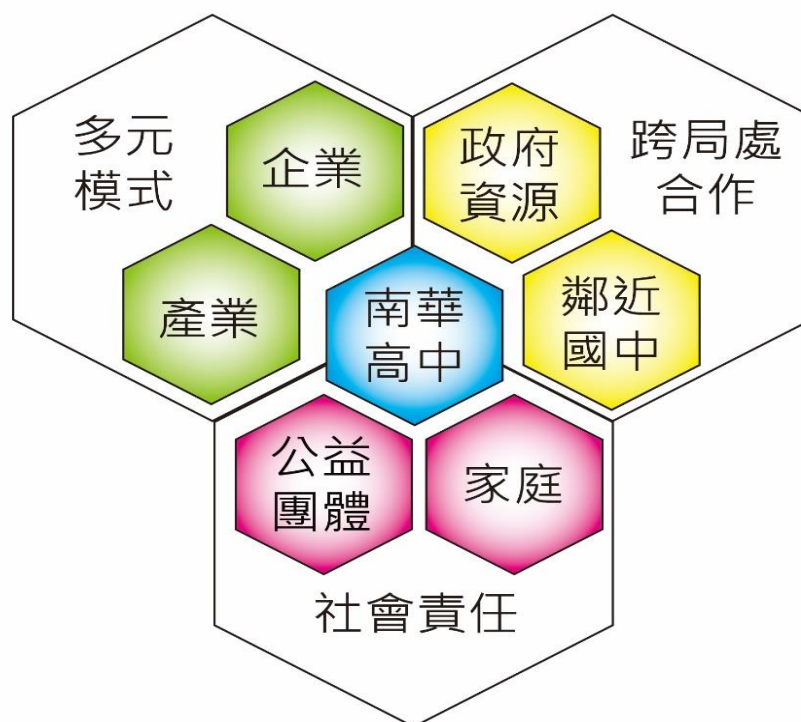 多元
模式
企業
產業
政府
資源
跨局處
合作
鄰近
國中
南華
高中
公益
團體
家庭
社會責任